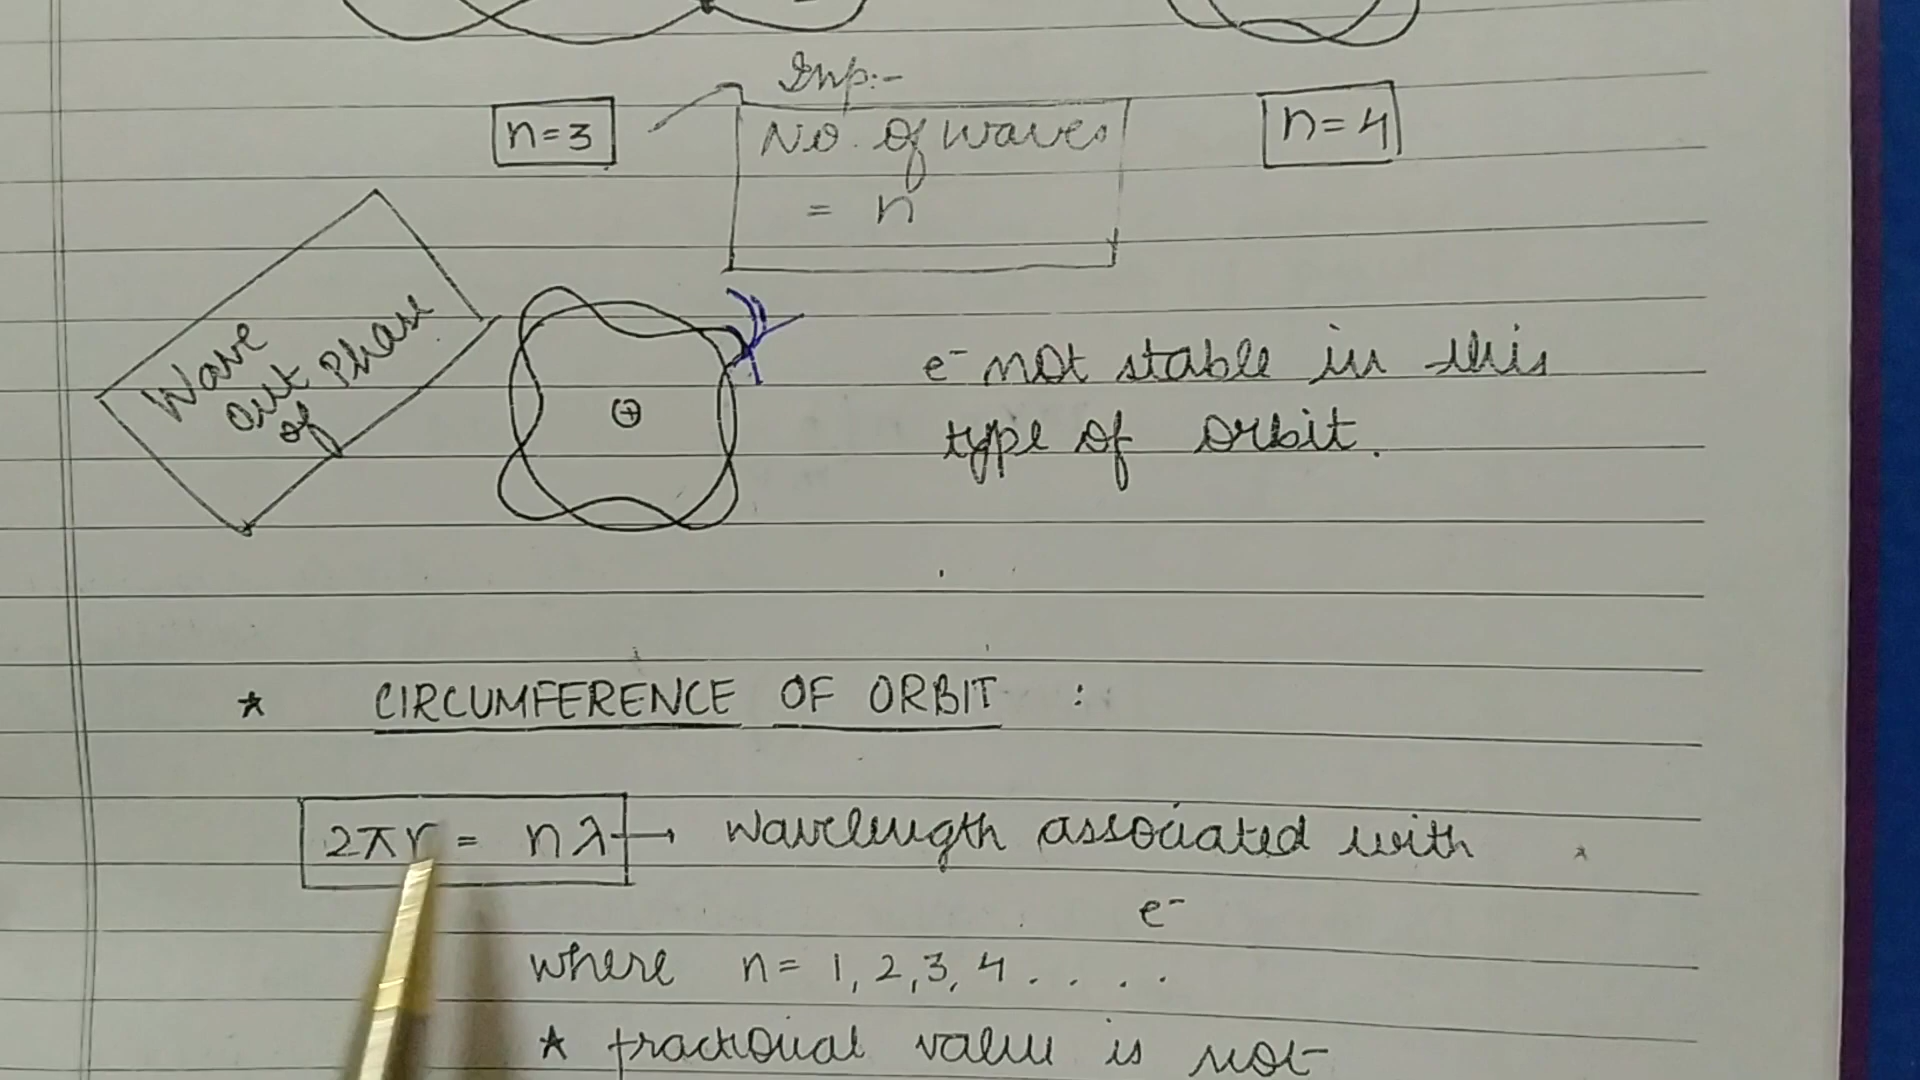 Imp:-
n=3
No. of waves
= n
n=4
Wave
out of Phase
⊕
e⁻ not stable in this
type of orbit.
★ CIRCUMFERENCE OF ORBIT :
2πr = nλ → wavelength associated with
e⁻
where n = 1, 2, 3, 4 . . . .
★ fractional value is not